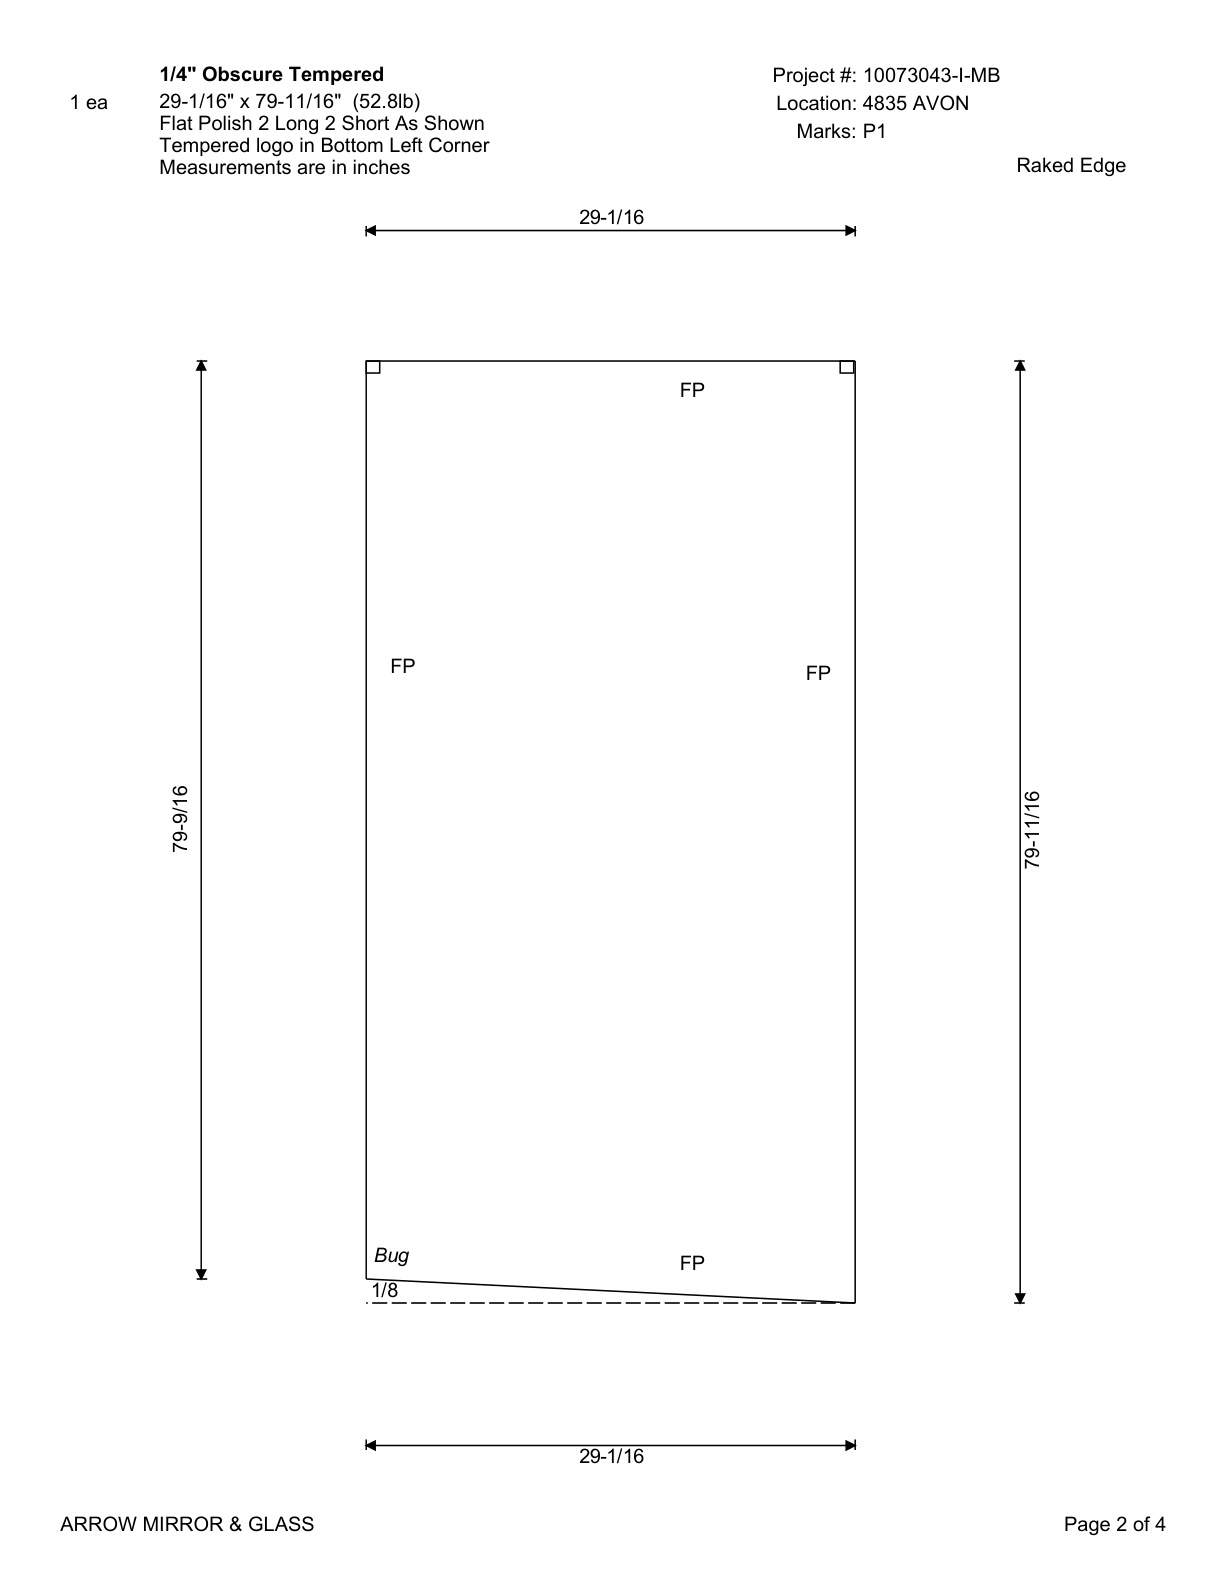 1/4" Obscure Tempered
1 ea
29-1/16" x 79-11/16" (52.8lb)
Flat Polish 2 Long 2 Short As Shown
Tempered logo in Bottom Left Corner
Measurements are in inches
Project #: 10073043-I-MB
Location: 4835 AVON
Marks: P1
Raked Edge
29-1/16
FP
FP
FP
79-9/16
79-11/16
Bug
FP
1/8
29-1/16
ARROW MIRROR & GLASS
Page 2 of 4